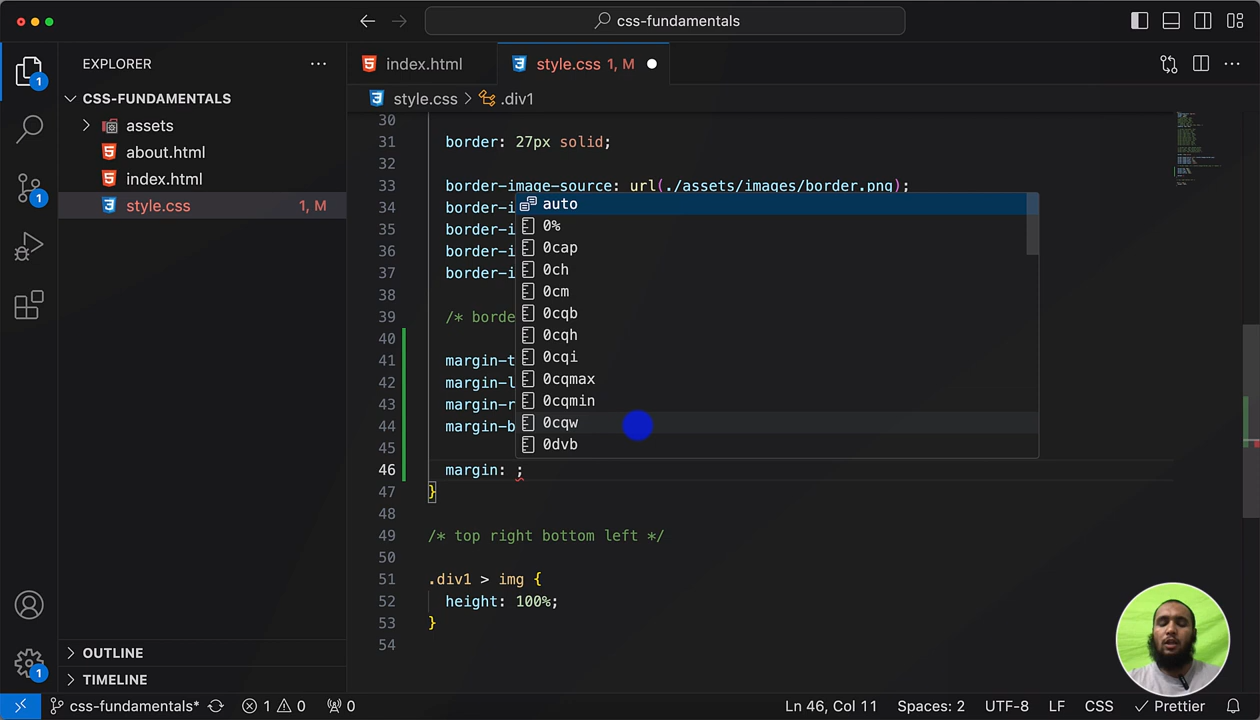 css-fundamentals
EXPLORER
index.html
style.css 1, M
CSS-FUNDAMENTALS
assets
about.html
index.html
style.css 1, M
style.css > .div1
30
31 border: 27px solid;
32
33 border-image-source: url(./assets/images/border.png);
34 border-i
35 border-i
36 border-i
37 border-i
38
39 /* borde
40
41 margin-t
42 margin-l
43 margin-r
44 margin-b
45
46 margin: ;
47 }
48
49 /* top right bottom left */
50
51 .div1 > img {
52 height: 100%;
53 }
54
auto
0%
0cap
0ch
0cm
0cqb
0cqh
0cqi
0cqmax
0cqmin
0cqw
0dvb
1
1
1
OUTLINE
TIMELINE
css-fundamentals* 1 0 0 Ln 46, Col 11 Spaces: 2 UTF-8 LF CSS Prettier